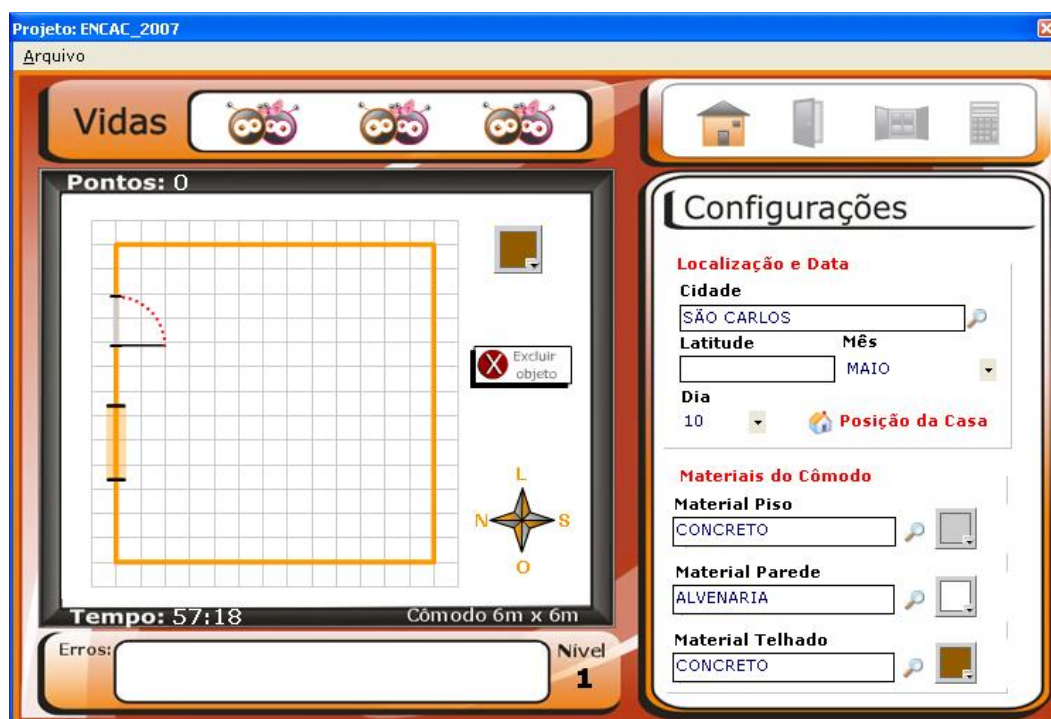 Projeto: ENCAC_2007
Arquivo
Vidas
Pontos: 0
Excluir
objeto
L
N S
O
Tempo: 57:18
Cômodo 6m x 6m
Erros:
Nível
1
Configurações
Localização e Data
Cidade
SÃO CARLOS
Latitude Mês
MAIO
Dia
10
Posição da Casa
Materiais do Cômodo
Material Piso
CONCRETO
Material Parede
ALVENARIA
Material Telhado
CONCRETO